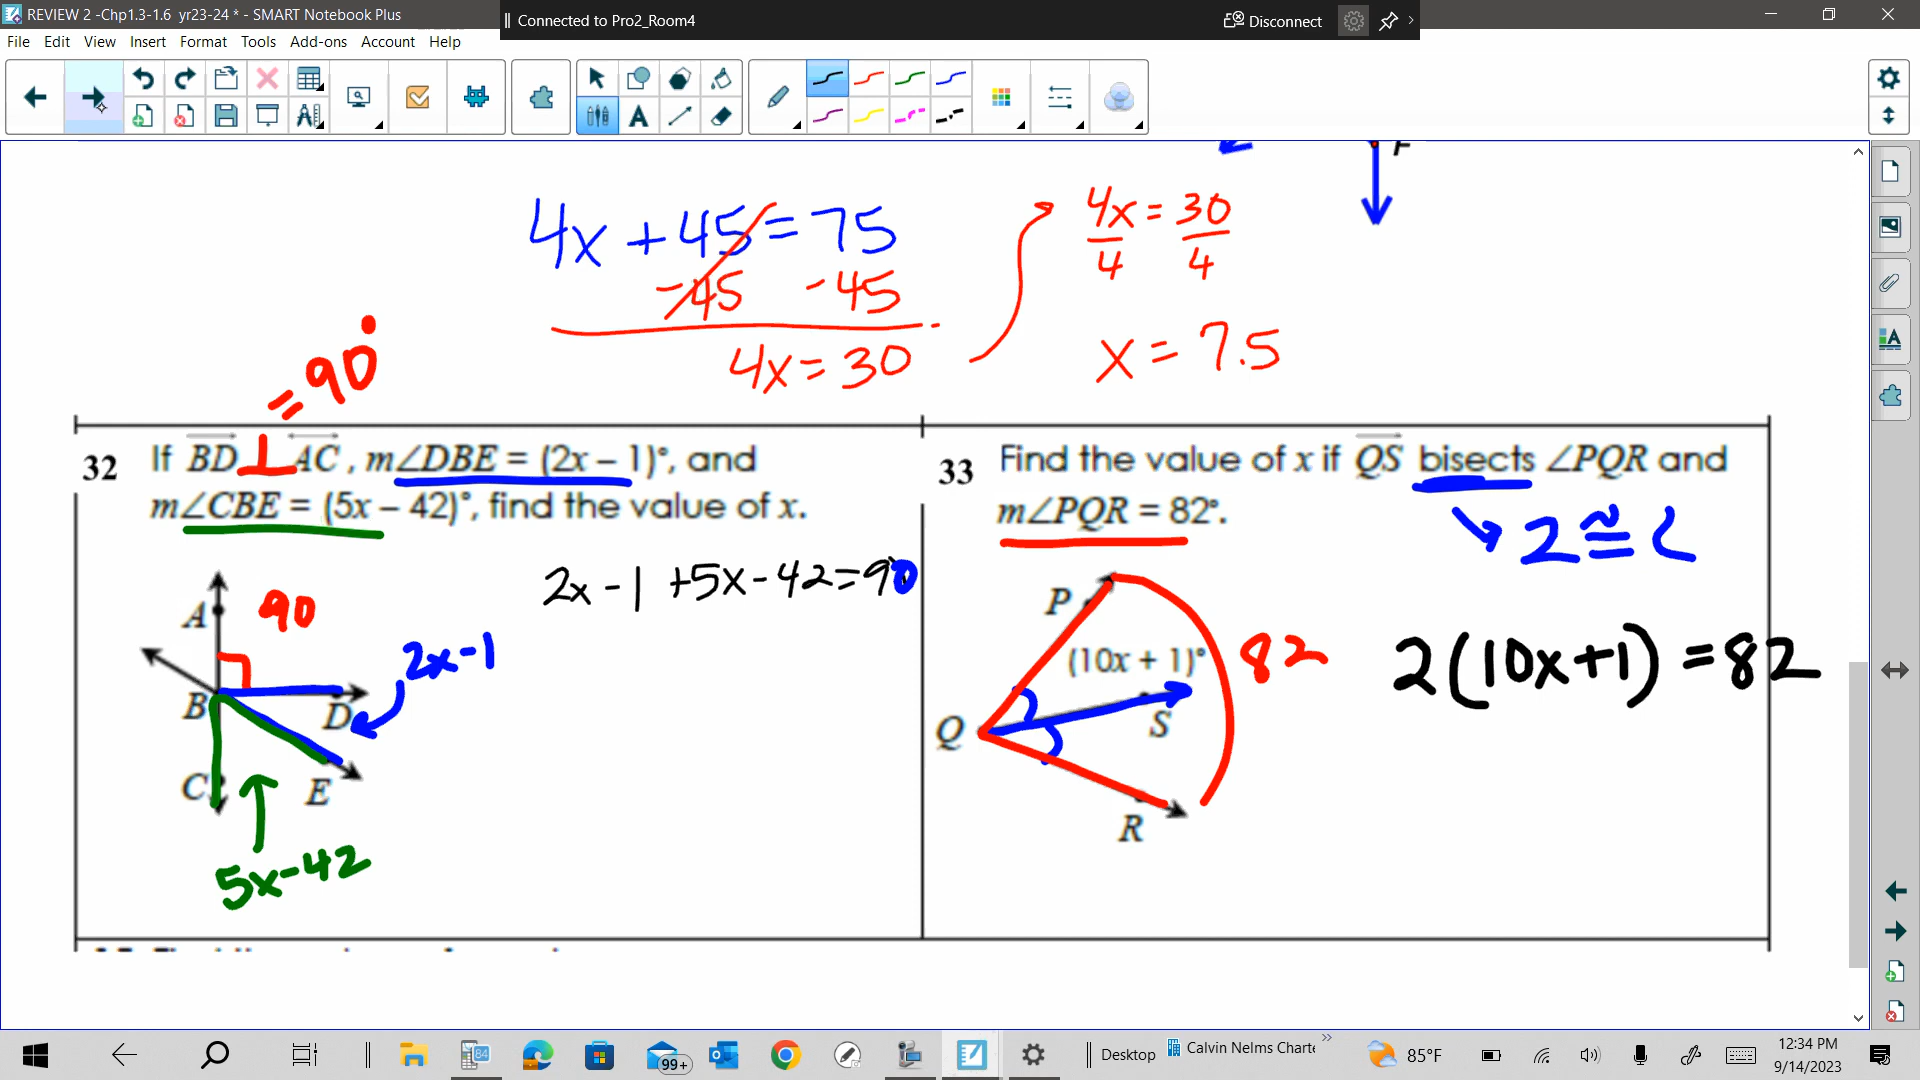 REVIEW 2 -Chp1.3-1.6  yr23-24 * - SMART Notebook Plus
Connected to Pro2_Room4
Disconnect
File Edit View Insert Format Tools Add-ons Account Help
F
4x + 45 = 75
-45 -45
4x = 30
4x = 30
4 4
x = 7.5
= 90°
32 If BD ⊥ AC, m∠DBE = (2x – 1)°, and
m∠CBE = (5x – 42)°, find the value of x.
2x - 1 + 5x - 42 = 90
A
90
2x-1
B
D
C
E
5x-42
33 Find the value of x if QS bisects ∠PQR and
m∠PQR = 82°.
2 ≅ ∠
P
(10x + 1)°
82
2(10x+1) = 82
Q
S
R
84
99+
Desktop
Calvin Nelms Charte
85°F
12:34 PM
9/14/2023